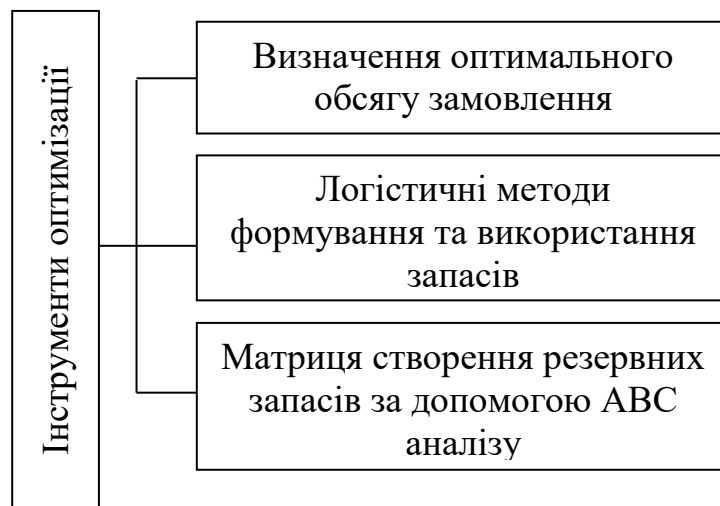 Інструменти оптимізації
Визначення оптимального
обсягу замовлення
Логістичні методи
формування та використання
запасів
Матриця створення резервних
запасів за допомогою АВС
аналізу